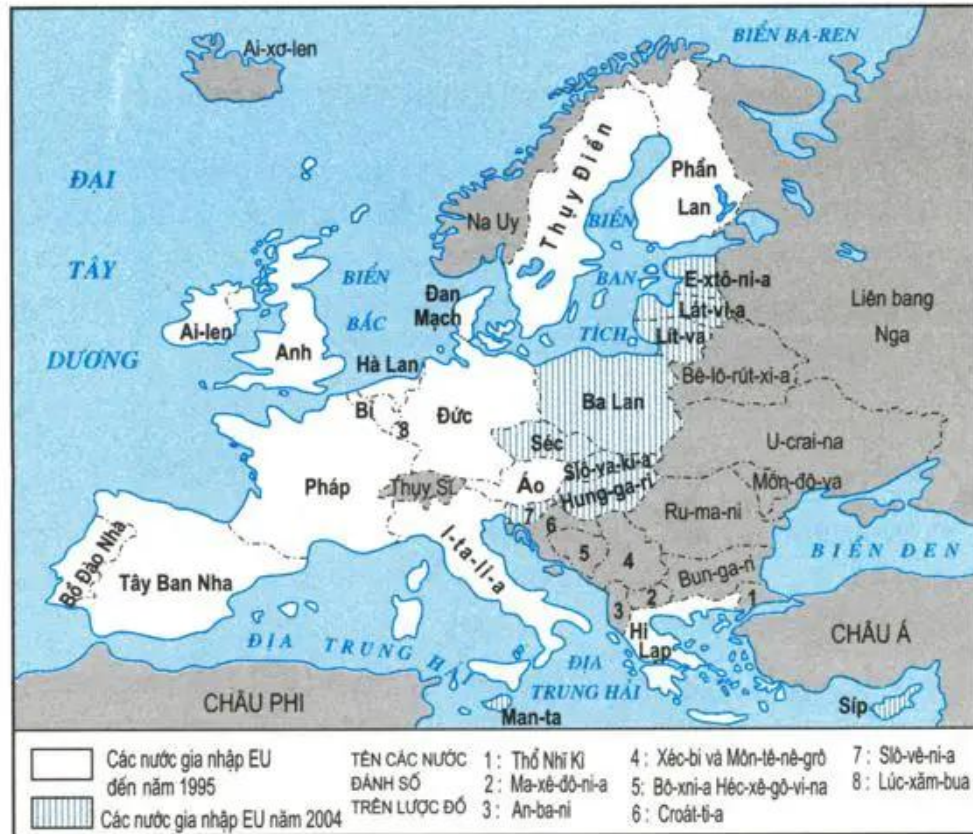 Ai-xơ-len
BIỂN BA-REN
ĐẠI
TÂY
DƯƠNG
Na Uy
Thụy Điển
Phần
Lan
BIỂN
BAN
TÍCH
BIỂN
BẮC
E-xtô-ni-a
Lát-vi-a
Lít-va
Liên bang
Nga
Đan
Mạch
Ai-len
Anh
Hà Lan
Bỉ
8
Đức
Ba Lan
Bê-lô-rút-xi-a
Séc
Slô-va-ki-a
U-crai-na
Pháp
Thụy Sĩ
Áo
Hung-ga-ri
Môn-đô-va
7
6
Ru-ma-ni
5
4
BIỂN ĐEN
Bồ Đào Nha
Tây Ban Nha
I-ta-li-a
Bun-ga-ri
3
2
1
Hi
Lạp
CHÂU Á
ĐỊA TRUNG HẢI
ĐỊA
TRUNG HẢI
CHÂU PHI
Man-ta
Síp
Các nước gia nhập EU
đến năm 1995
Các nước gia nhập EU năm 2004
TÊN CÁC NƯỚC
ĐÁNH SỐ
TRÊN LƯỢC ĐỒ
1 : Thổ Nhĩ Kì
2 : Ma-xê-đô-ni-a
3 : An-ba-ni
4 : Xéc-bi và Môn-tê-nê-grô
5: Bô-xni-a Héc-xê-gô-vi-na
6 : Croát-ti-a
7 : Slô-vê-ni-a
8 : Lúc-xăm-bua